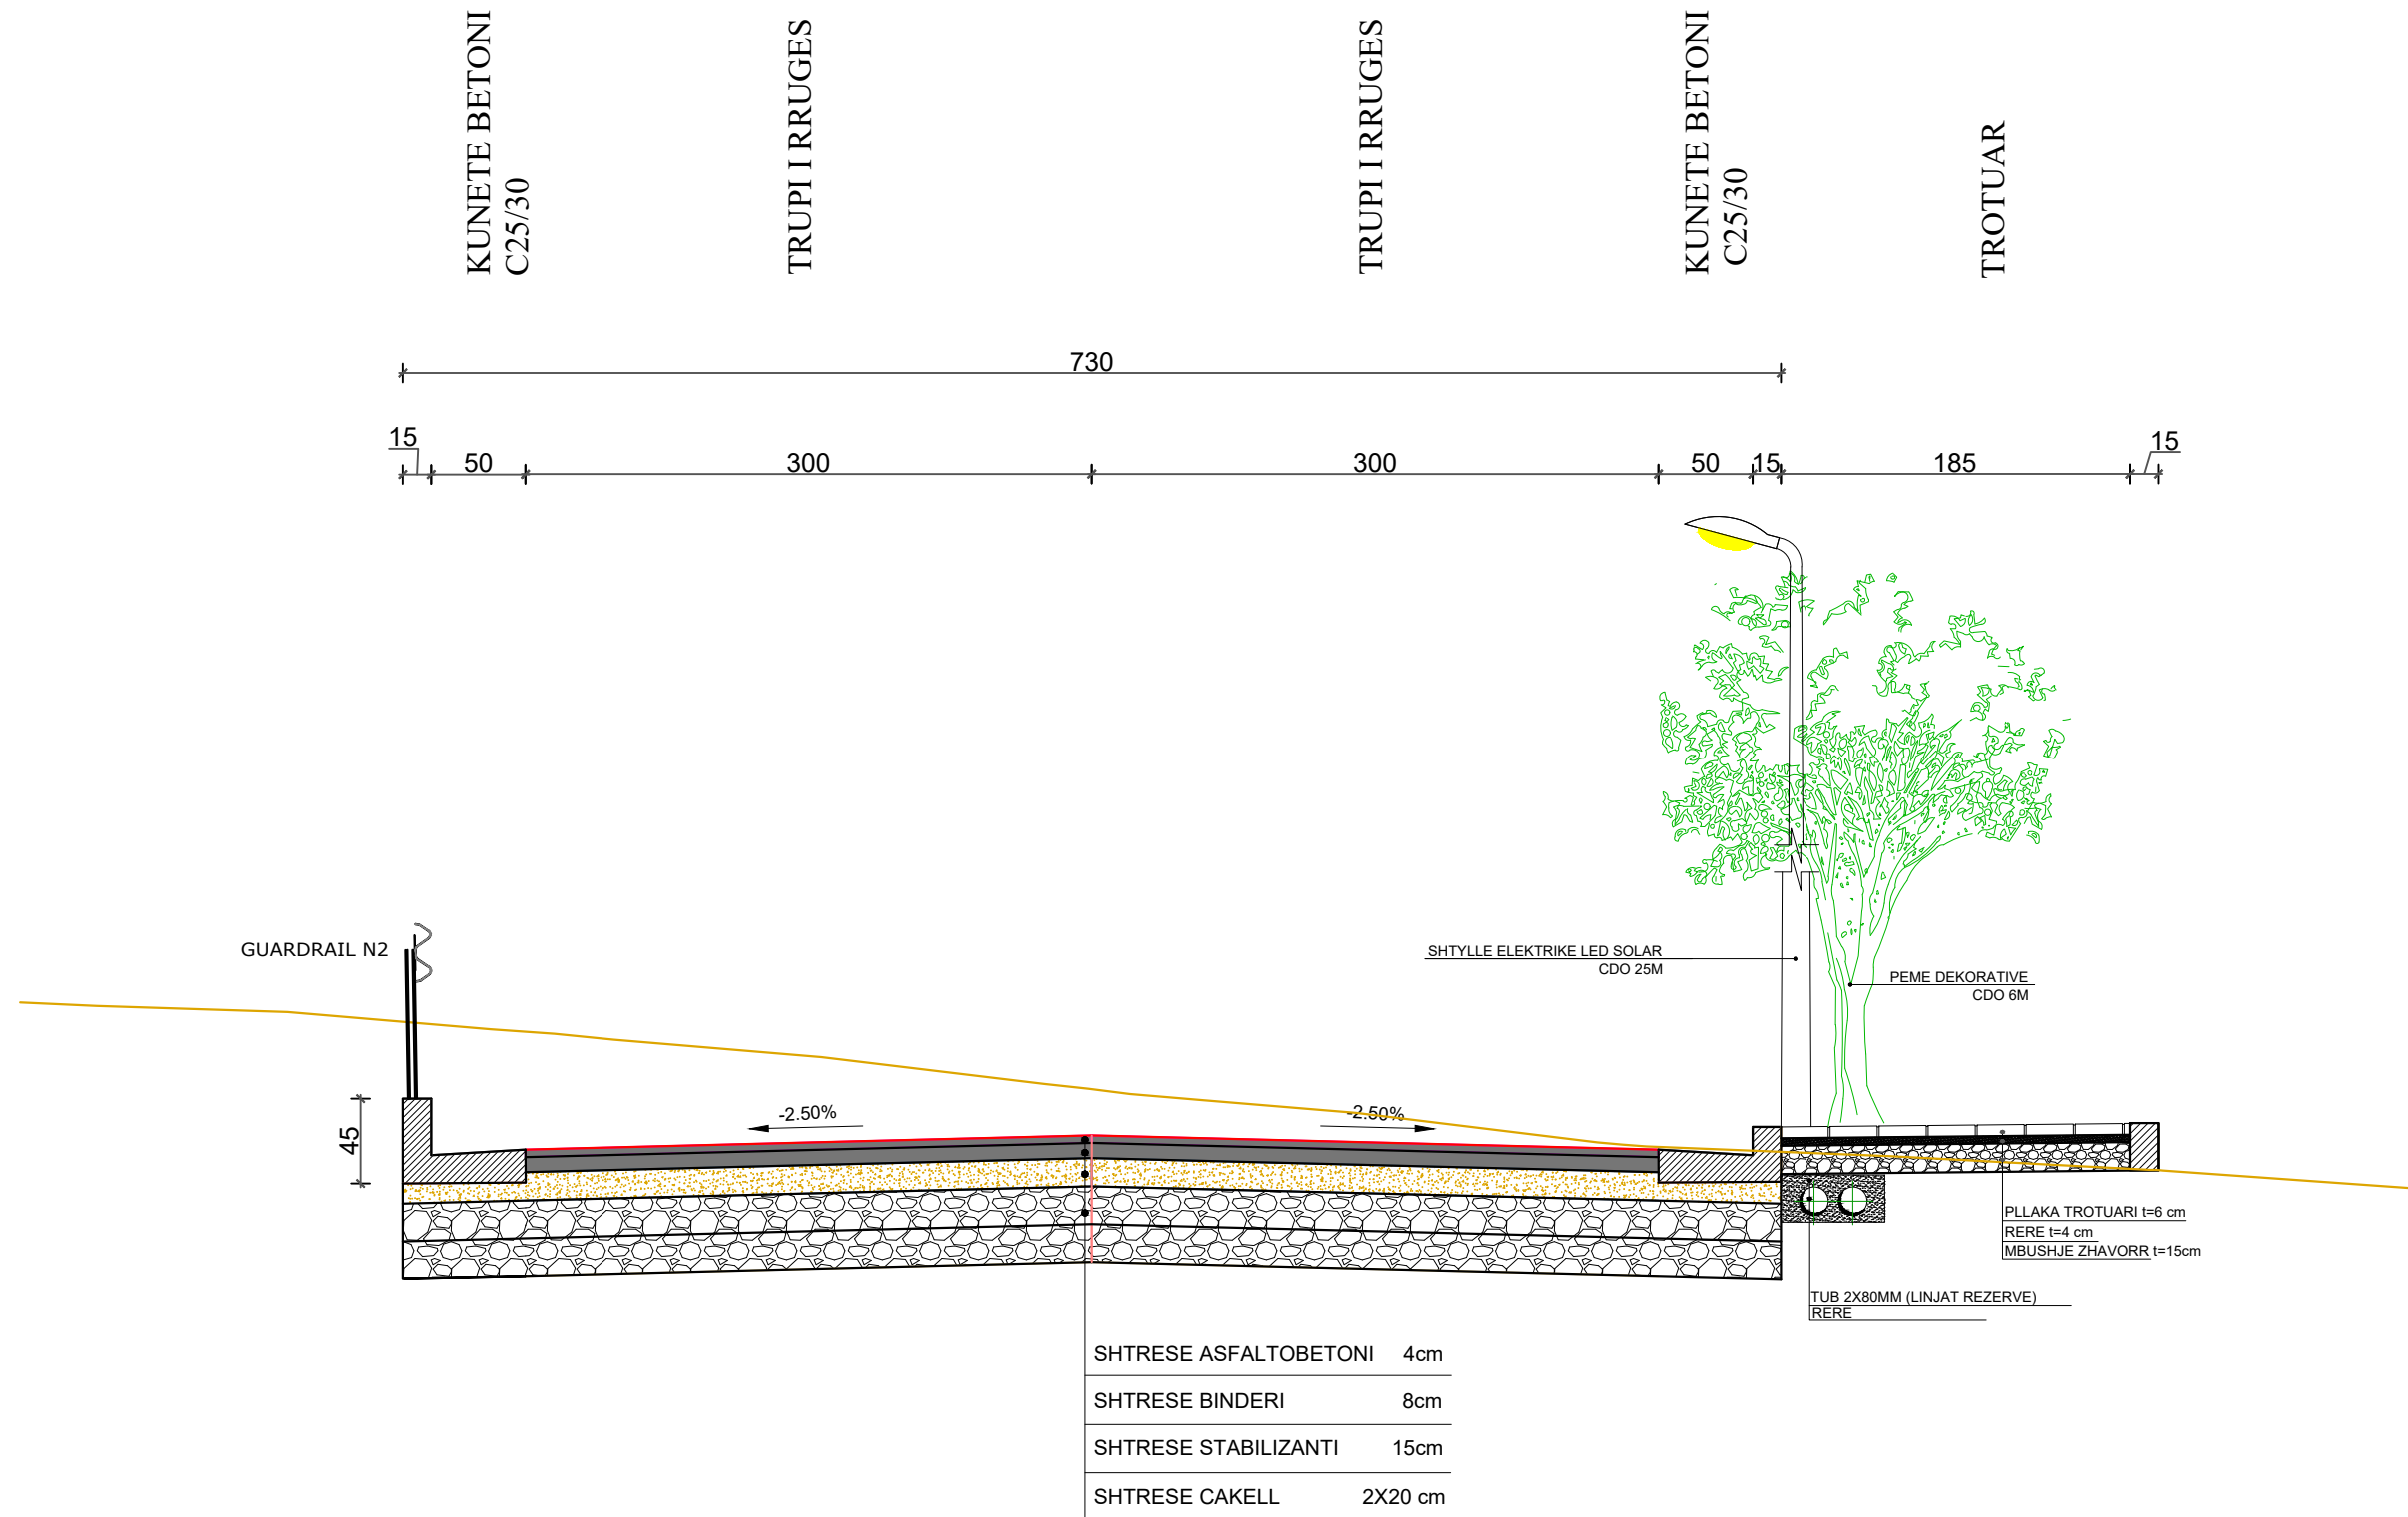 KUNETE BETONI
C25/30
TRUPI I RRUGES
TRUPI I RRUGES
KUNETE BETONI
C25/30
TROTUAR
730
15
50
300
300
50
15
185
15
GUARDRAIL N2
SHTYLLE ELEKTRIKE LED SOLAR
CDO 25M
PEME DEKORATIVE
CDO 6M
45
-2.50%
-2.50%
PLLAKA TROTUARI t=6 cm
RERE t=4 cm
MBUSHJE ZHAVORR t=15cm
TUB 2X80MM (LINJAT REZERVE)
RERE
SHTRESE ASFALTOBETONI 4cm
SHTRESE BINDERI 8cm
SHTRESE STABILIZANTI 15cm
SHTRESE CAKELL 2X20 cm